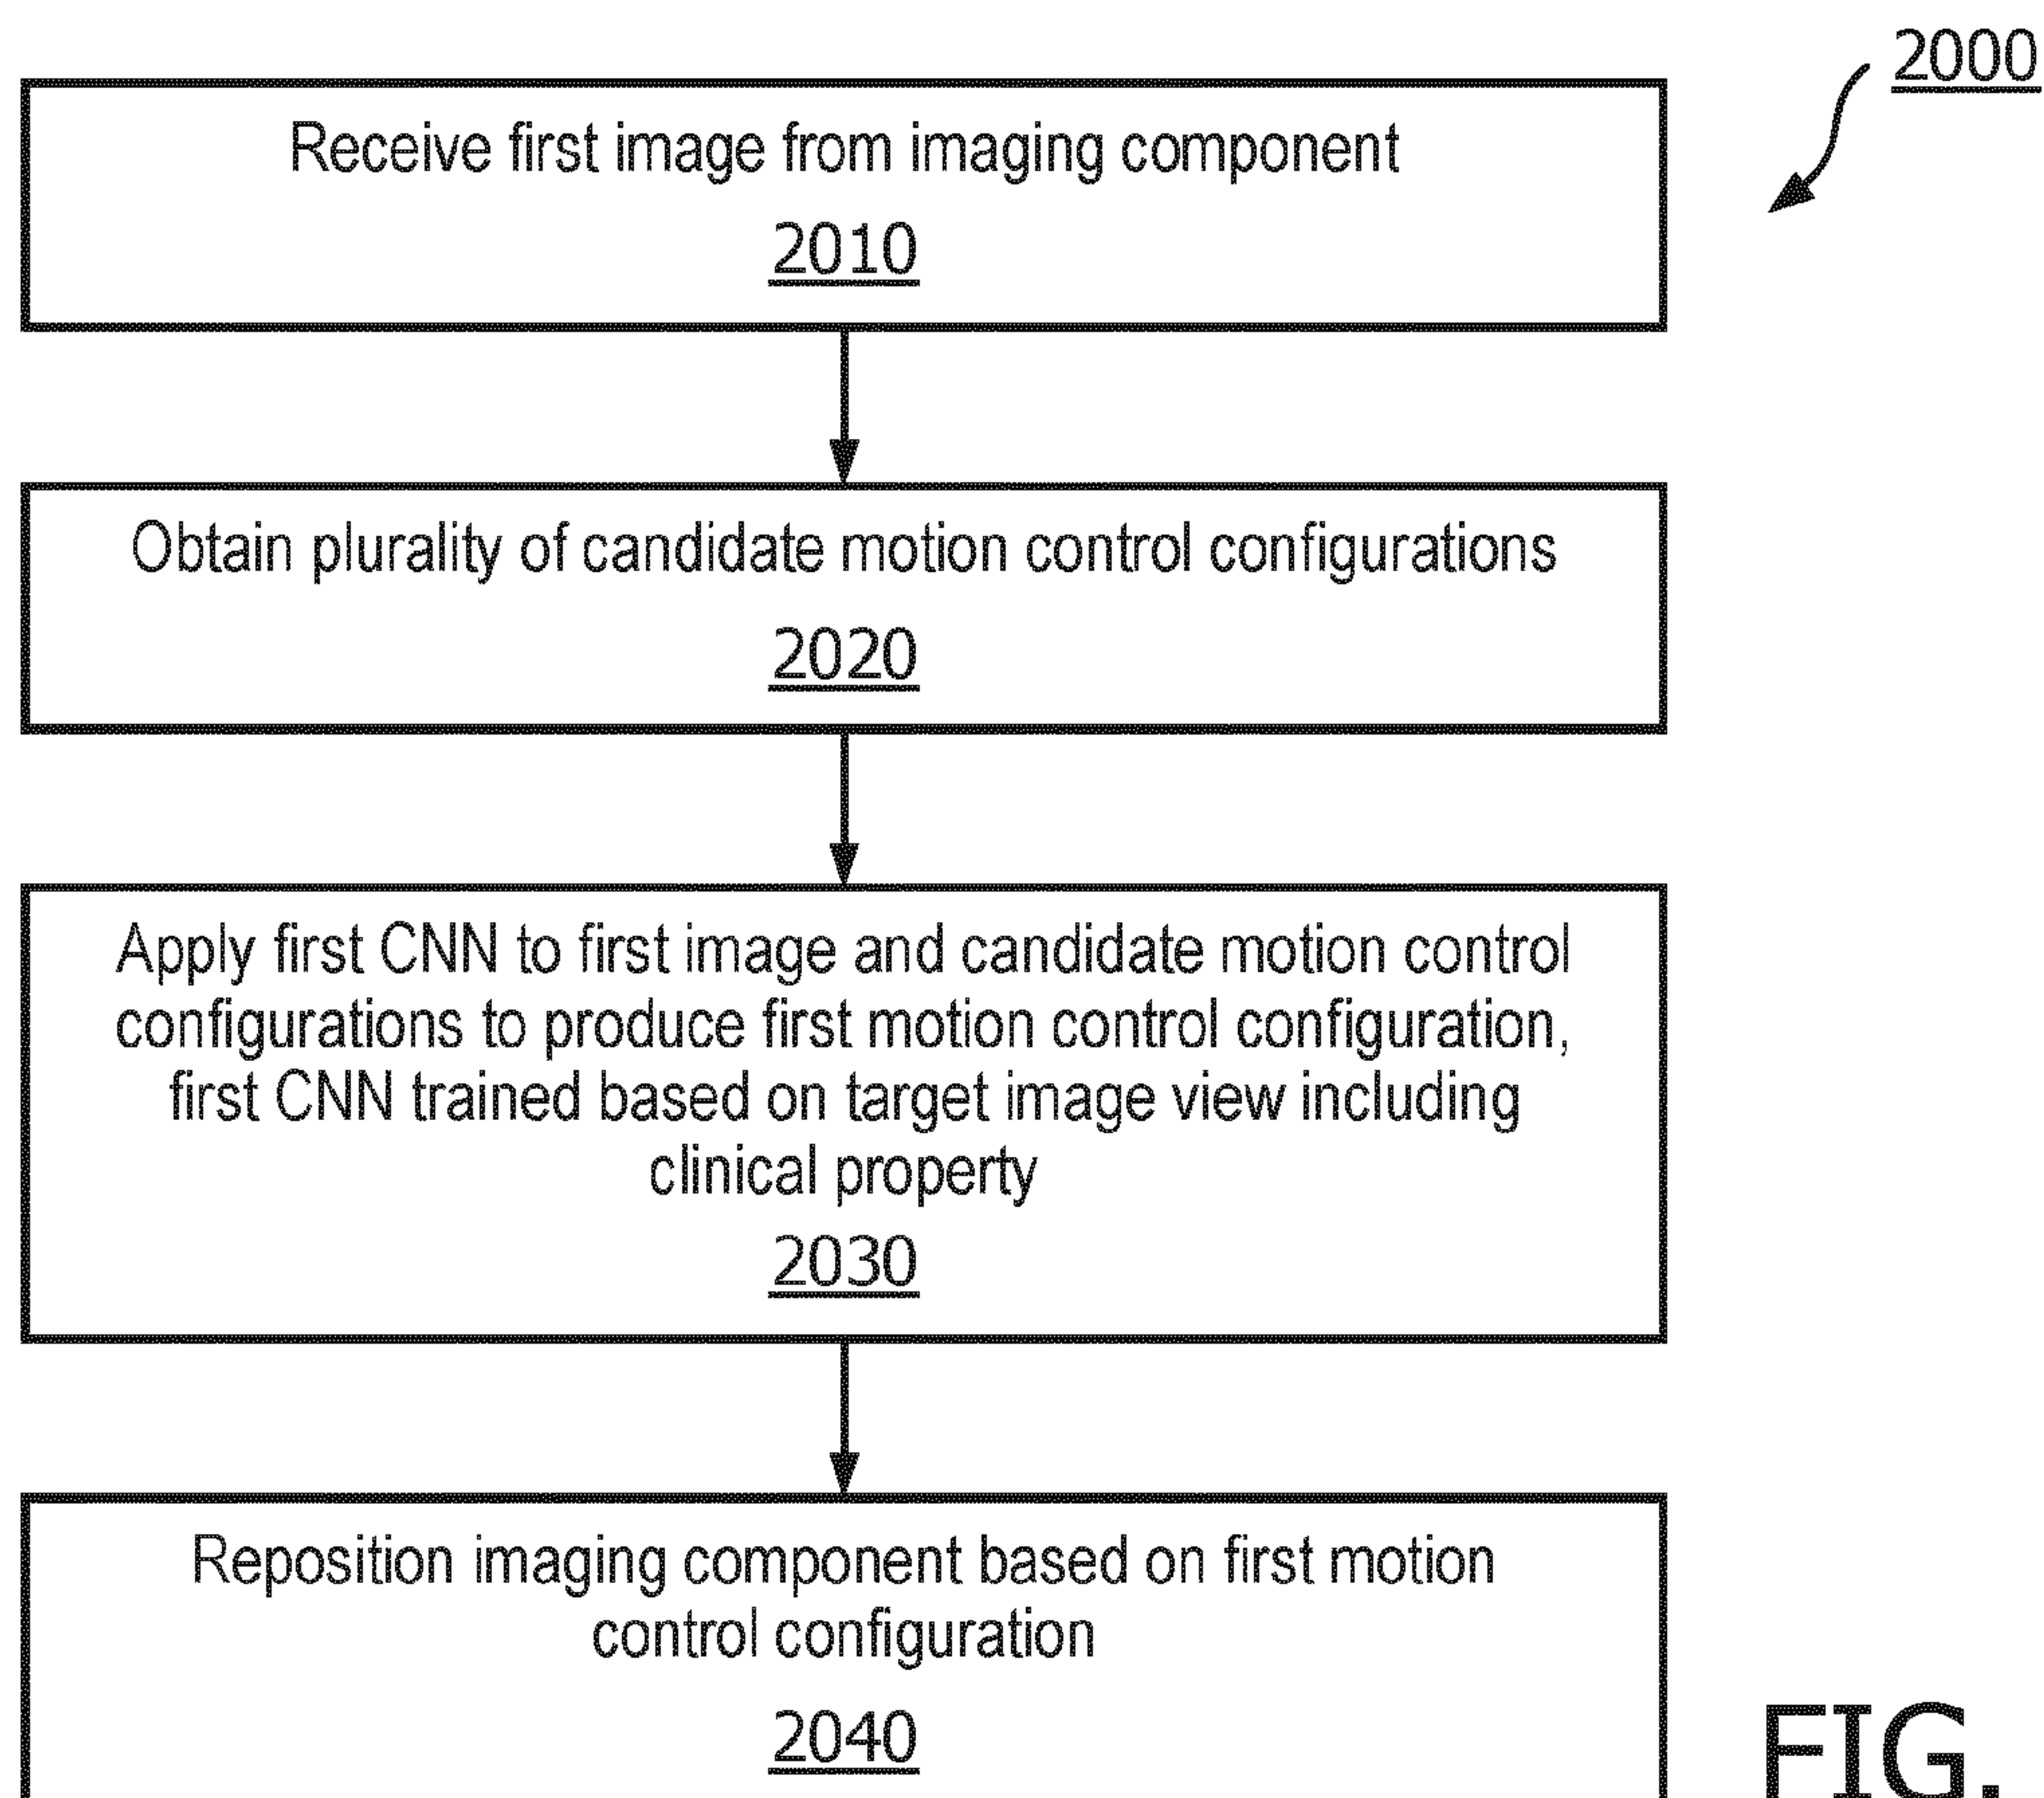 2000
Receive first image from imaging component
2010
Obtain plurality of candidate motion control configurations
2020
Apply first CNN to first image and candidate motion control
configurations to produce first motion control configuration,
first CNN trained based on target image view including
clinical property
2030
Reposition imaging component based on first motion
control configuration
2040
FIG.